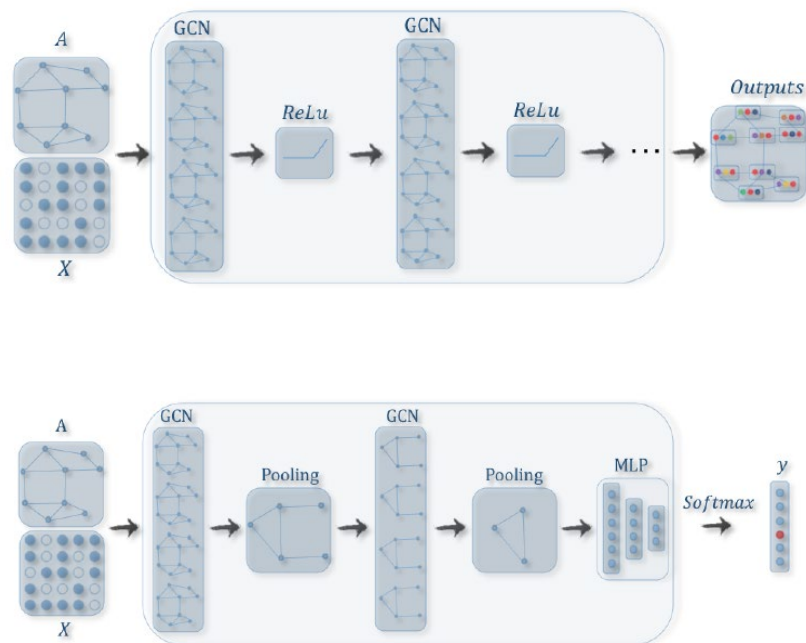 GCN
GCN
A
ReLu
ReLu
Outputs
...
X
GCN
GCN
A
Pooling
Pooling
MLP
Softmax
y
X